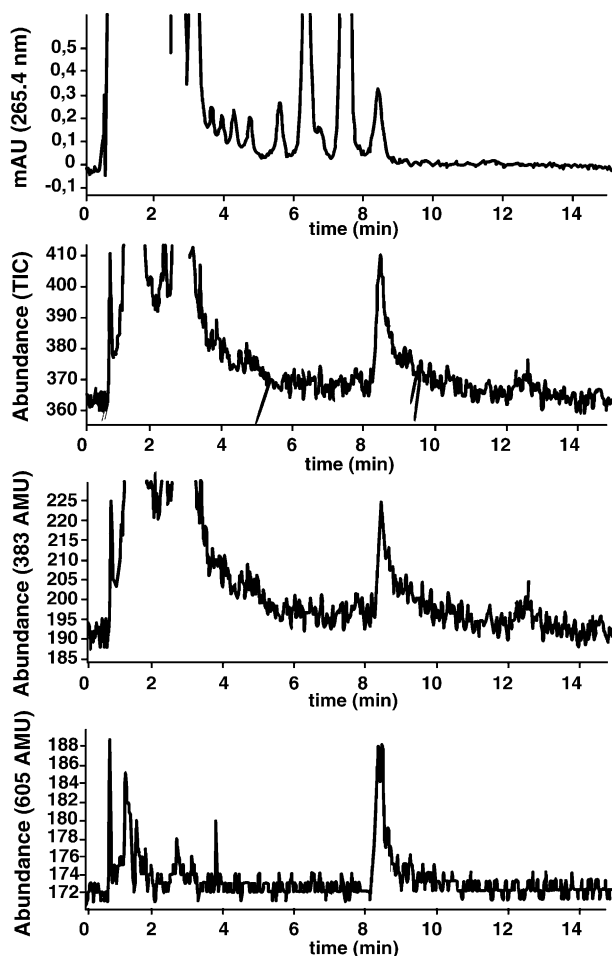 mAU (265.4 nm)
0,5
0,4
0,3
0,2
0,1
0
-0,1
0 2 4 6 8 10 12 14
time (min)
Abundance (TIC)
410
400
390
380
370
360
0 2 4 6 8 10 12 14
time (min)
Abundance (383 AMU)
225
220
215
210
205
200
195
190
185
0 2 4 6 8 10 12 14
time (min)
Abundance (605 AMU)
188
186
184
182
180
178
176
174
172
0 2 4 6 8 10 12 14
time (min)